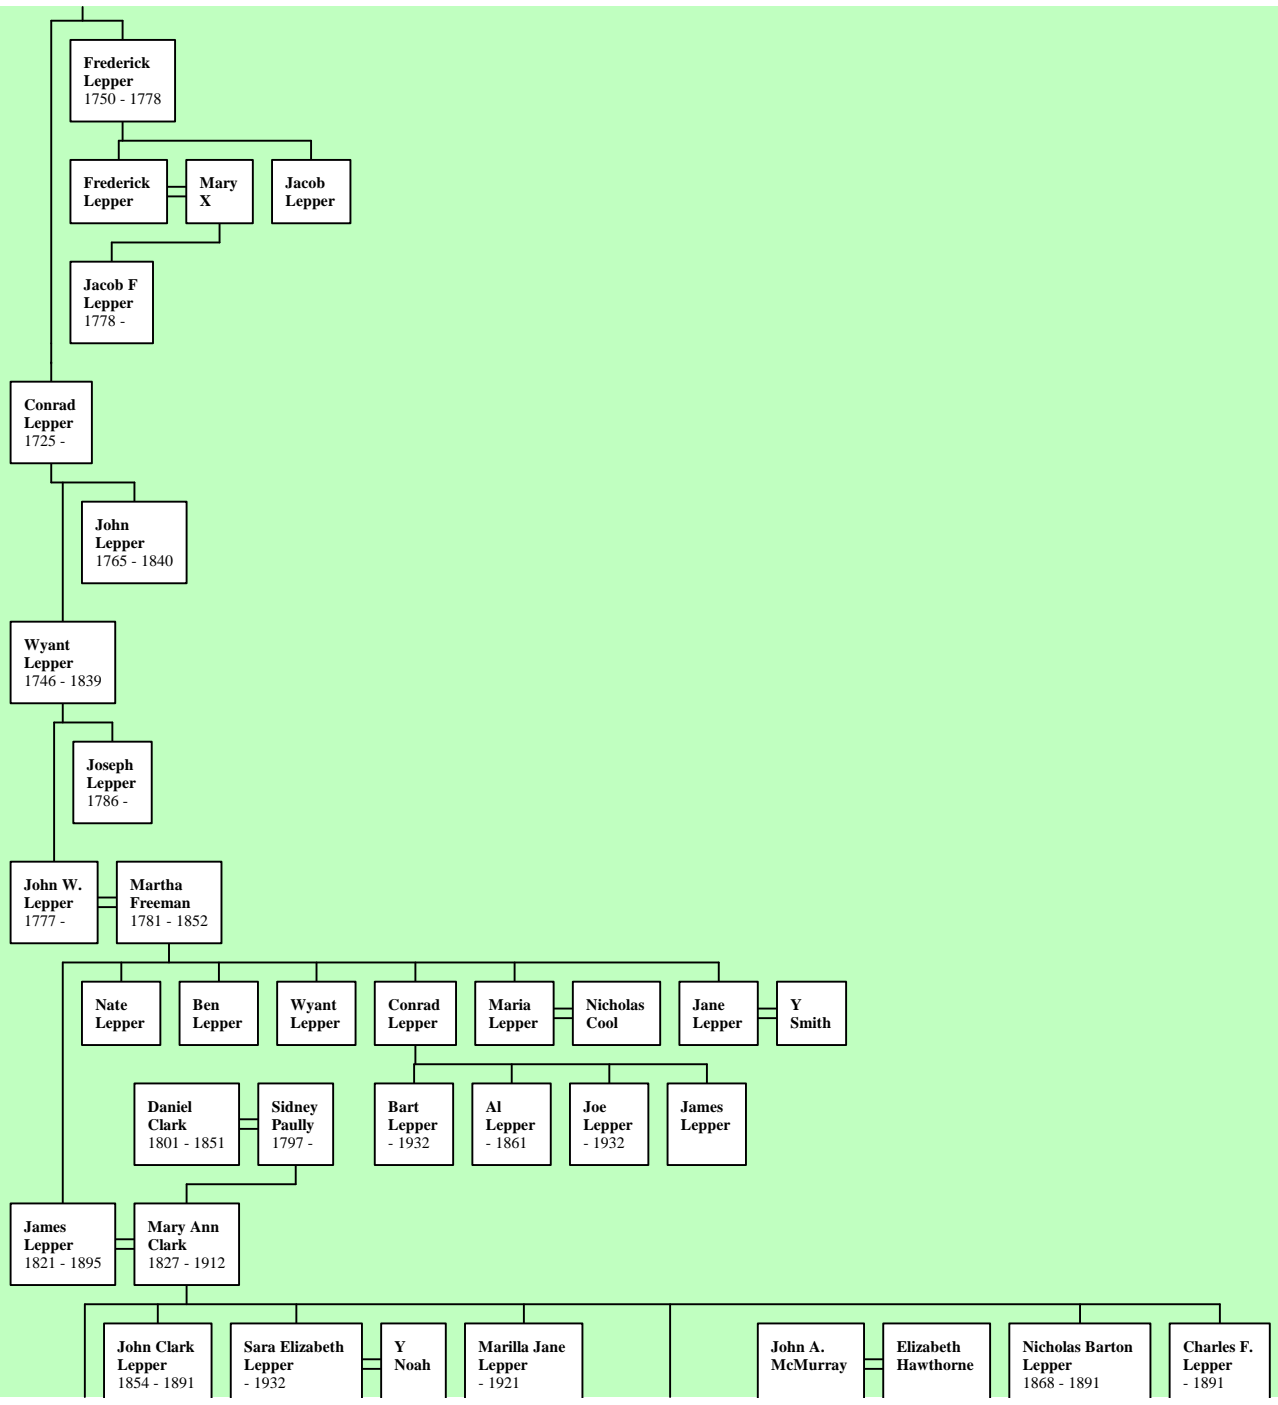 Frederick
Lepper
1750 - 1778
Frederick
Lepper
Mary
X
Jacob
Lepper
Jacob F
Lepper
1778 -
Conrad
Lepper
1725 -
John
Lepper
1765 - 1840
Wyant
Lepper
1746 - 1839
Joseph
Lepper
1786 -
John W.
Lepper
1777 -
Martha
Freeman
1781 - 1852
Nate
Lepper
Ben
Lepper
Wyant
Lepper
Conrad
Lepper
Maria
Lepper
Nicholas
Cool
Jane
Lepper
Y
Smith
Daniel
Clark
1801 - 1851
Sidney
Paully
1797 -
Bart
Lepper
- 1932
Al
Lepper
- 1861
Joe
Lepper
- 1932
James
Lepper
James
Lepper
1821 - 1895
Mary Ann
Clark
1827 - 1912
John Clark
Lepper
1854 - 1891
Sara Elizabeth
Lepper
- 1932
Y
Noah
Marilla Jane
Lepper
- 1921
John A.
McMurray
Elizabeth
Hawthorne
Nicholas Barton
Lepper
1868 - 1891
Charles F.
Lepper
- 1891